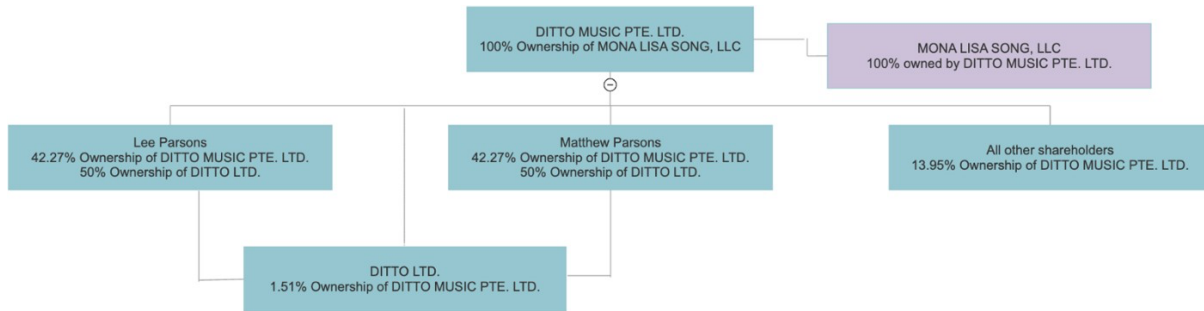 DITTO MUSIC PTE. LTD.
100% Ownership of MONA LISA SONG, LLC
MONA LISA SONG, LLC
100% owned by DITTO MUSIC PTE. LTD.
Lee Parsons
42.27% Ownership of DITTO MUSIC PTE. LTD.
50% Ownership of DITTO LTD.
Matthew Parsons
42.27% Ownership of DITTO MUSIC PTE. LTD.
50% Ownership of DITTO LTD.
All other shareholders
13.95% Ownership of DITTO MUSIC PTE. LTD.
DITTO LTD.
1.51% Ownership of DITTO MUSIC PTE. LTD.